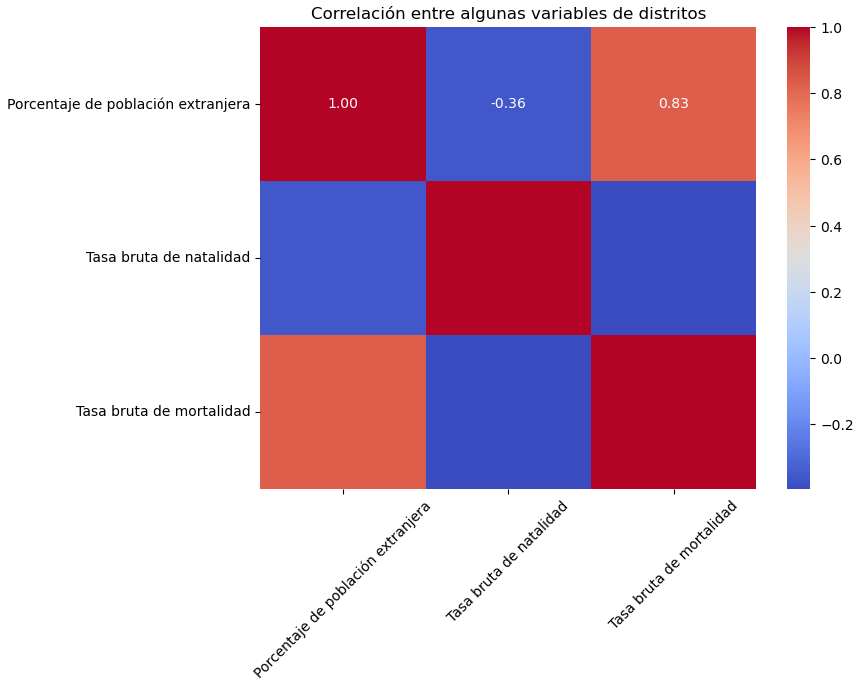 Correlación entre algunas variables de distritos
Porcentaje de población extranjera
1.00
-0.36
0.83
Tasa bruta de natalidad
Tasa bruta de mortalidad
Porcentaje de población extranjera
Tasa bruta de natalidad
Tasa bruta de mortalidad
1.0
0.8
0.6
0.4
0.2
0.0
−0.2